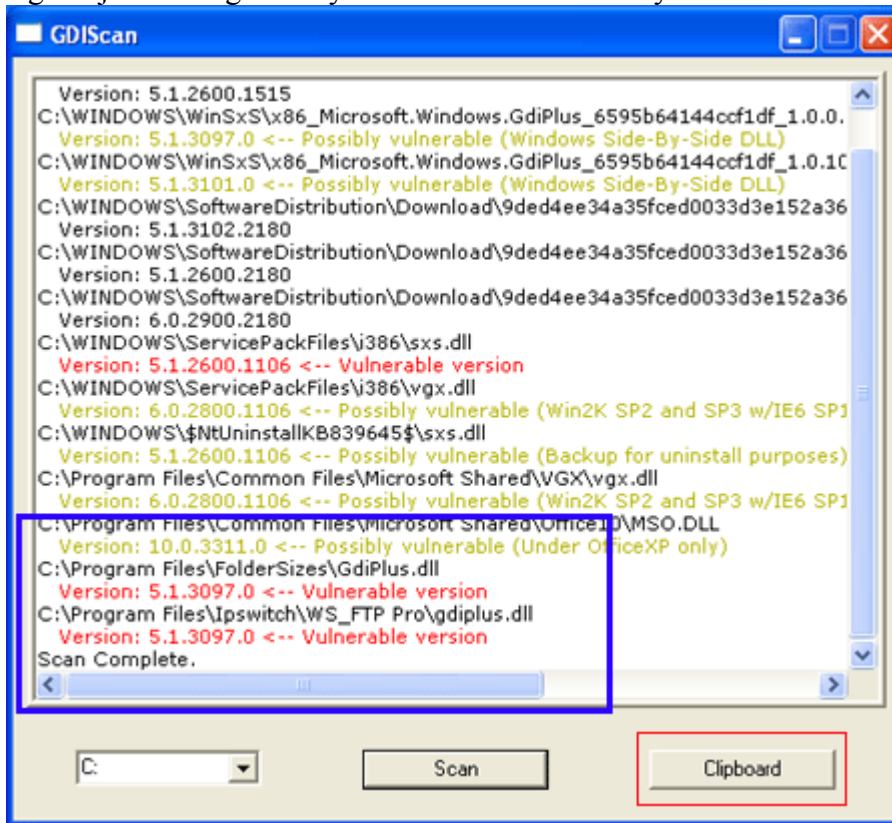 GDIScan
Version: 5.1.2600.1515
C:\WINDOWS\WinSxS\x86_Microsoft.Windows.GdiPlus_6595b64144ccf1df_1.0.0.
Version: 5.1.3097.0 <-- Possibly vulnerable (Windows Side-By-Side DLL)
C:\WINDOWS\WinSxS\x86_Microsoft.Windows.GdiPlus_6595b64144ccf1df_1.0.10
Version: 5.1.3101.0 <-- Possibly vulnerable (Windows Side-By-Side DLL)
C:\WINDOWS\SoftwareDistribution\Download\9ded4ee34a35fced0033d3e152a36
Version: 5.1.3102.2180
C:\WINDOWS\SoftwareDistribution\Download\9ded4ee34a35fced0033d3e152a36
Version: 5.1.2600.2180
C:\WINDOWS\SoftwareDistribution\Download\9ded4ee34a35fced0033d3e152a36
Version: 6.0.2900.2180
C:\WINDOWS\ServicePackFiles\i386\sxs.dll
Version: 5.1.2600.1106 <-- Vulnerable version
C:\WINDOWS\ServicePackFiles\i386\vgx.dll
Version: 6.0.2800.1106 <-- Possibly vulnerable (Win2K SP2 and SP3 w/IE6 SP1
C:\WINDOWS\$NtUninstallKB839645$\sxs.dll
Version: 5.1.2600.1106 <-- Possibly vulnerable (Backup for uninstall purposes)
C:\Program Files\Common Files\Microsoft Shared\VGX\vgx.dll
Version: 6.0.2800.1106 <-- Possibly vulnerable (Win2K SP2 and SP3 w/IE6 SP1
C:\Program Files\Common Files\Microsoft Shared\Office10\MSO.DLL
Version: 10.0.3311.0 <-- Possibly vulnerable (Under OfficeXP only)
C:\Program Files\FolderSizes\GdiPlus.dll
Version: 5.1.3097.0 <-- Vulnerable version
C:\Program Files\Ipswitch\WS_FTP Pro\gdiplus.dll
Version: 5.1.3097.0 <-- Vulnerable version
Scan Complete.
C:
Scan
Clipboard